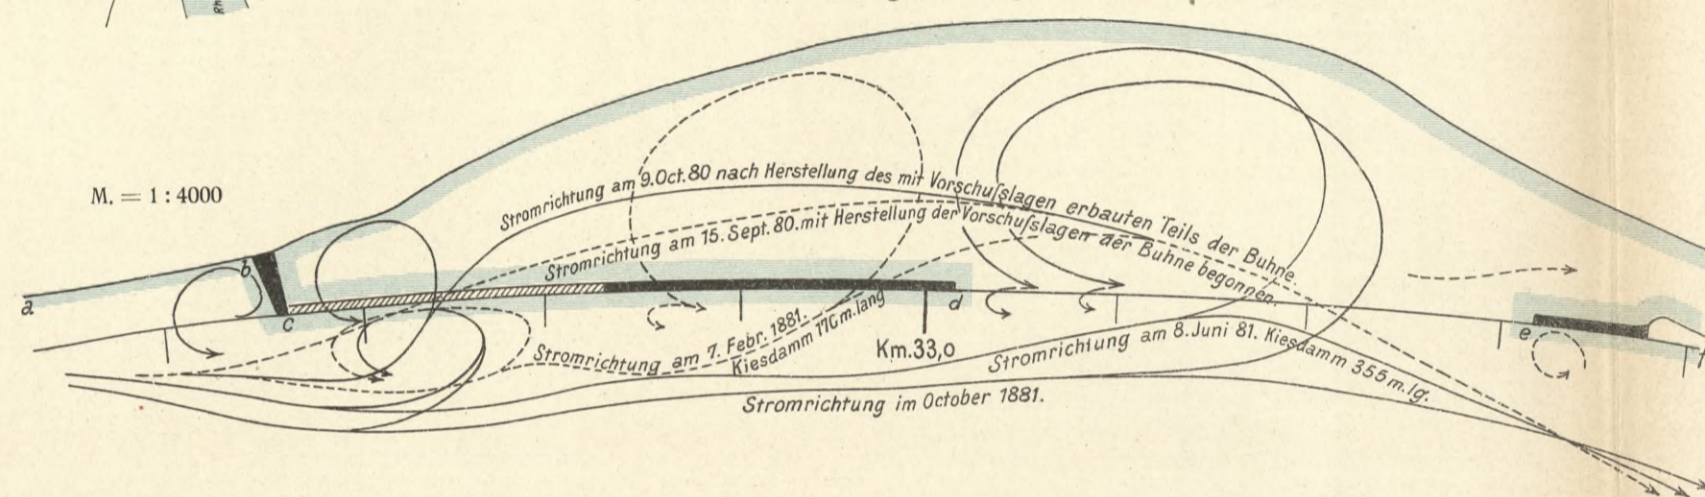 Rh
M. = 1 : 4000
Stromrichtung am 9.Oct.80 nach Herstellung des mit Vorschuſslagen erbauten Teils der Buhne.
Stromrichtung am 15.Sept.80.mit Herstellung der Vorschuſslagen der Buhne begonnen.
a
b
c
d
e
f
Stromrichtung am 7.Febr.1881.
Kiesdamm 170m.lang
Km.33,0
Stromrichtung am 8.Juni 81. Kiesdamm 355 m.lg.
Stromrichtung im October 1881.